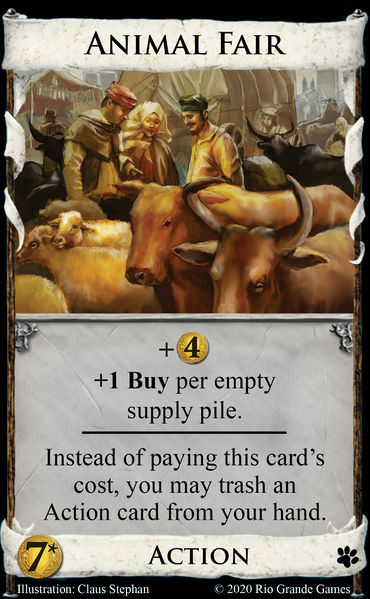 ANIMAL FAIR
+4
+1 Buy per empty
supply pile.
Instead of paying this card's
cost, you may trash an
Action card from your hand.
7*
ACTION
Illustration: Claus Stephan
© 2020 Rio Grande Games